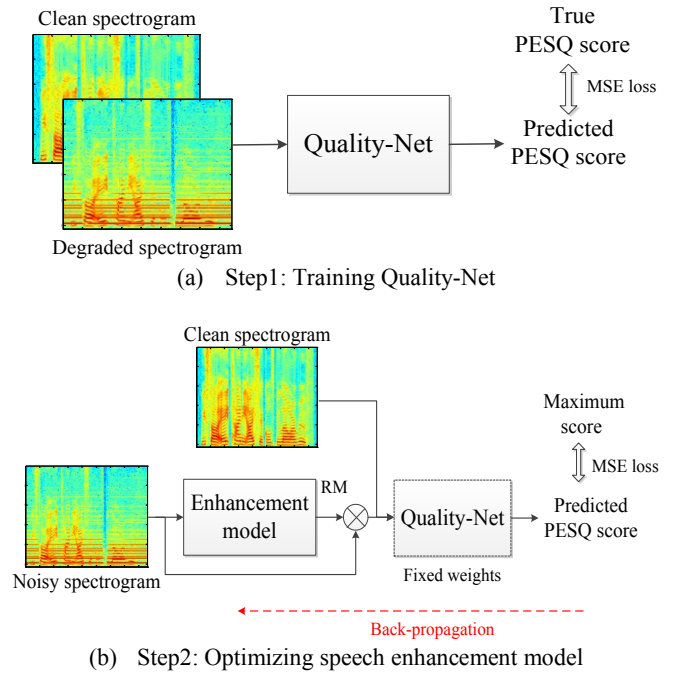 Clean spectrogram
True
PESQ score
MSE loss
Quality-Net
Predicted
PESQ score
Degraded spectrogram
(a) Step1: Training Quality-Net
Clean spectrogram
Maximum
score
MSE loss
RM
Enhancement
model
Quality-Net
Predicted
PESQ score
Noisy spectrogram
Fixed weights
Back-propagation
(b) Step2: Optimizing speech enhancement model